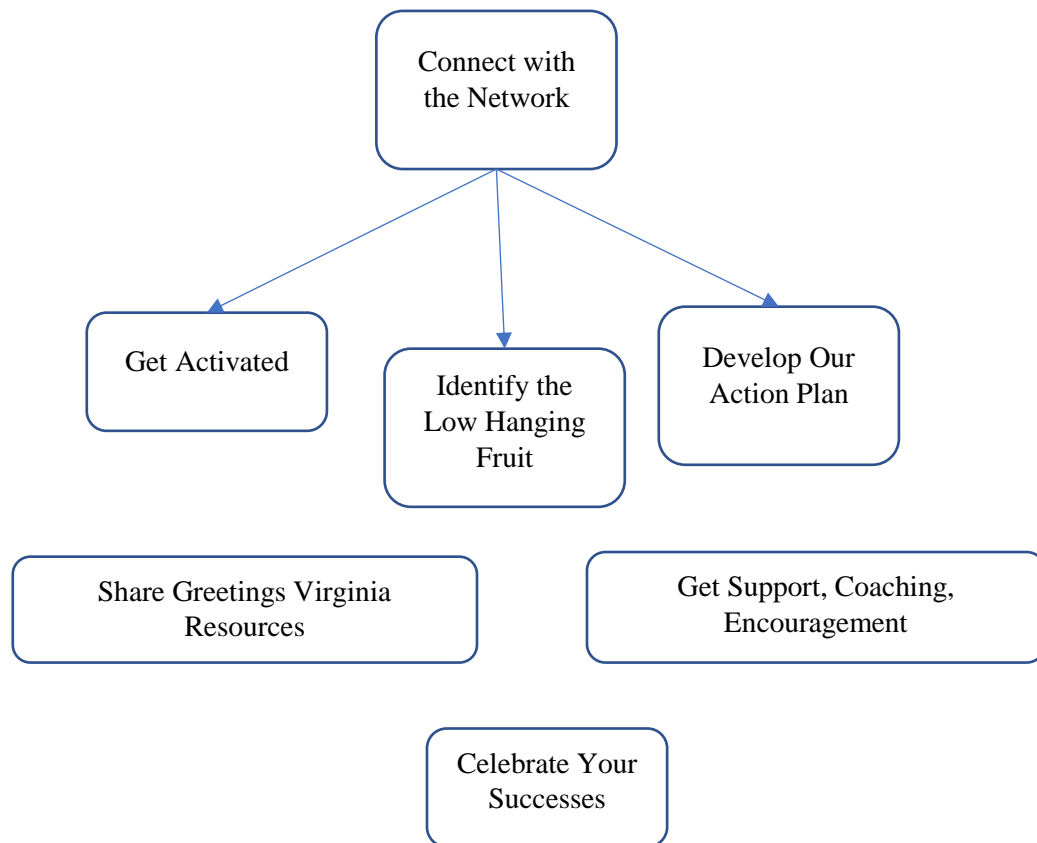 Connect with
the Network
Get Activated
Identify the
Low Hanging
Fruit
Develop Our
Action Plan
Share Greetings Virginia
Resources
Get Support, Coaching,
Encouragement
Celebrate Your
Successes